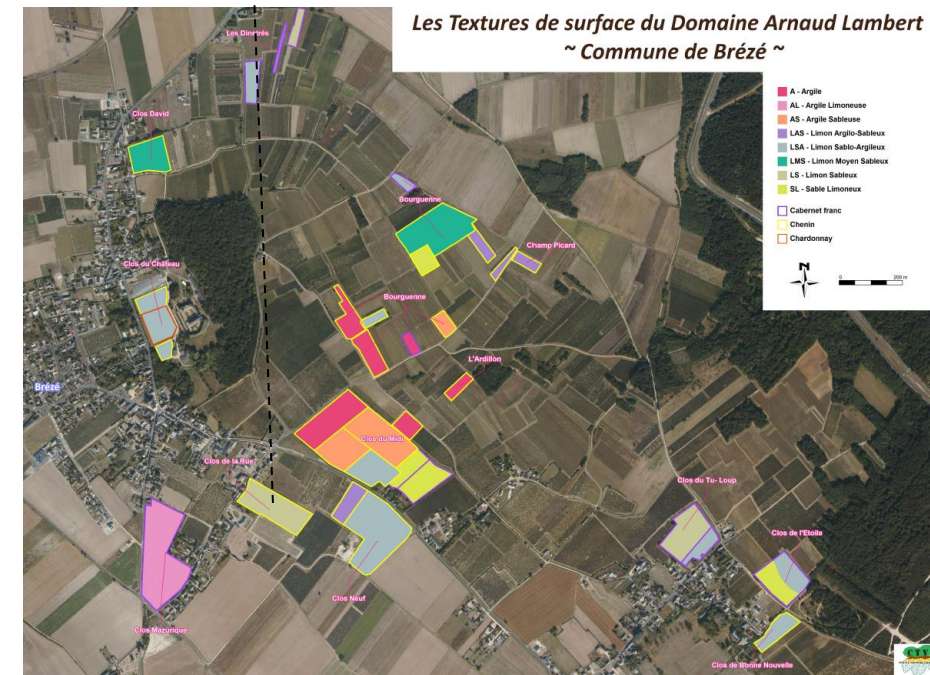 Les Textures de surface du Domaine Arnaud Lambert
~ Commune de Brézé ~
Les Dinetrés
Clos David
A - Argile
AL - Argile Limoneuse
AS - Argile Sableuse
LAS - Limon Argilo-Sableux
LSA - Limon Sablo-Argileux
LMS - Limon Moyen Sableux
LS - Limon Sableux
SL - Sable Limoneux
Cabernet franc
Chenin
Chardonnay
N
0 200 m
Bourguenne
Champ Picard
Clos du Château
Bourguenne
L'Ardillon
Brézé
Clos du Midi
Clos de la Rue
Clos du Tu- Loup
Clos de l'Etoile
Clos Neuf
Clos Mazurique
Clos de Bonne Nouvelle